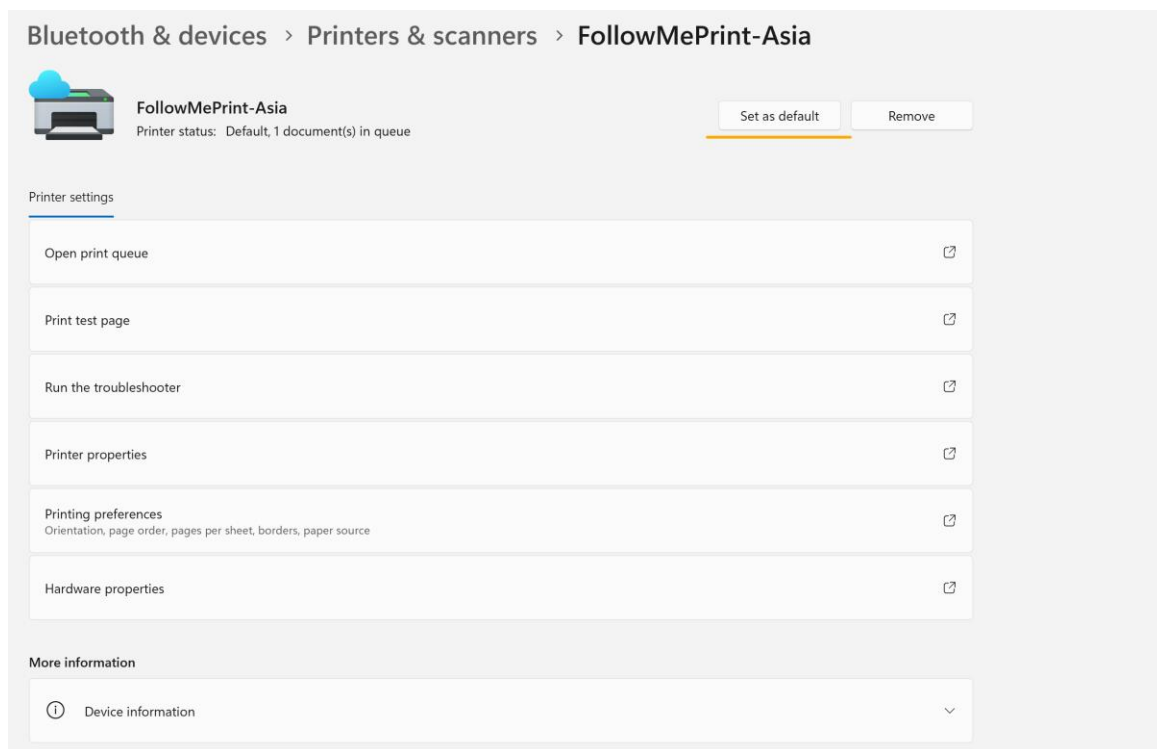 Bluetooth & devices > Printers & scanners > FollowMePrint-Asia
FollowMePrint-Asia
Printer status: Default, 1 document(s) in queue
Set as default
Remove
Printer settings
Open print queue
Print test page
Run the troubleshooter
Printer properties
Printing preferences
Orientation, page order, pages per sheet, borders, paper source
Hardware properties
More information
Device information